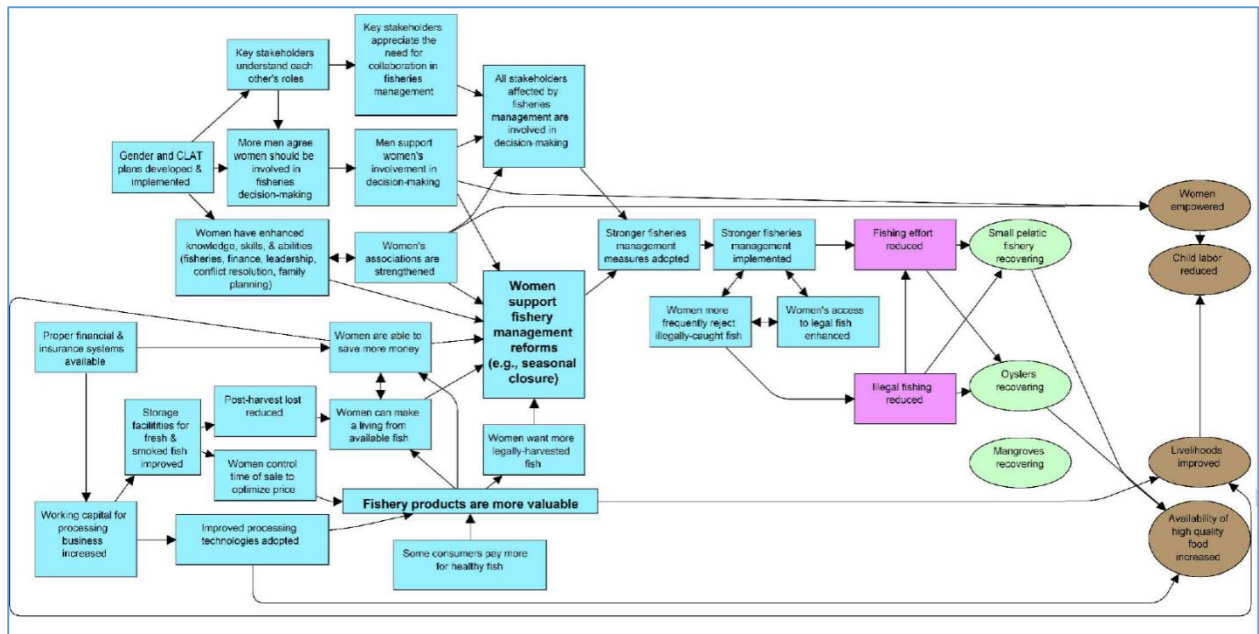 Key stakeholders
understand each
other's roles
Key stakeholders
appreciate the
need for
collaboration in
fisheries
management
All stakeholders
affected by
fisheries
management are
involved in
decision-making
Gender and CLAT
plans developed &
implemented
More men agree
women should be
involved in
fisheries
decision-making
Men support
women's
involvement in
decision-making
Women have enhanced
knowledge, skills, & abilities
(fisheries, finance, leadership,
conflict resolution, family
planning)
Women's
associations are
strengthened
Women
support
fishery
management
reforms
(e.g., seasonal
closure)
Stronger fisheries
management
measures adopted
Stronger fisheries
management
implemented
Fishing effort
reduced
Small pelatic
fishery
recovering
Women
empowered
Child labor
reduced
Women more
frequently reject
illegally-caught fish
Women's access
to legal fish
enhanced
Proper financial &
insurance systems
available
Women are able to
save more money
Illegal fishing
reduced
Oysters
recovering
Storage
facilitities for
fresh &
smoked fish
improved
Post-harvest lost
reduced
Women can make
a living from
available fish
Women want more
legally-harvested
fish
Mangroves
recovering
Livelihoods
improved
Women control
time of sale to
optimize price
Fishery products are more valuable
Working capital for
processing
business
increased
Improved processing
technologies adopted
Some consumers pay more
for healthy fish
Availability of
high quality
food
increased